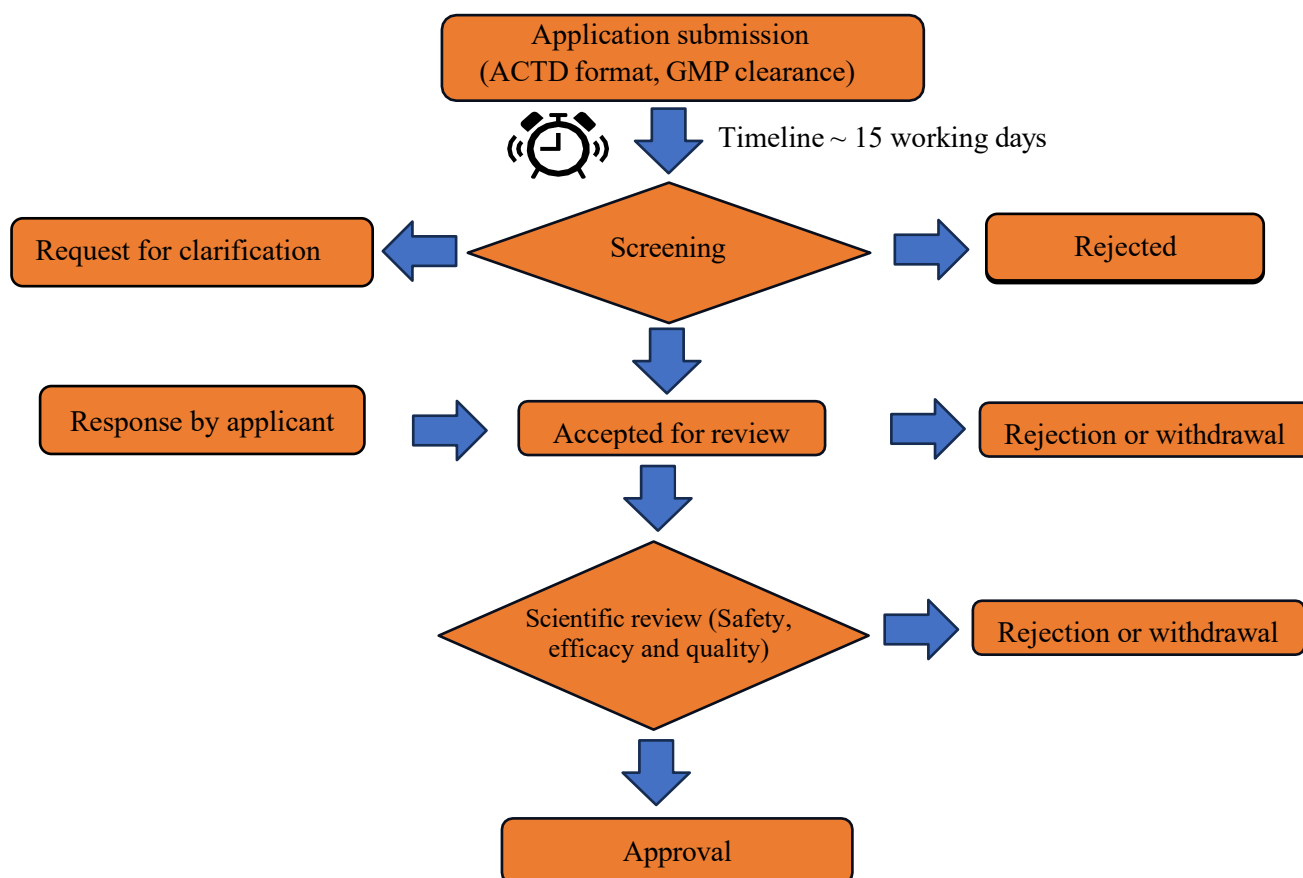 Application submission
(ACTD format, GMP clearance)
Timeline ~ 15 working days
Request for clarification
Screening
Rejected
Response by applicant
Accepted for review
Rejection or withdrawal
Scientific review (Safety,
efficacy and quality)
Rejection or withdrawal
Approval